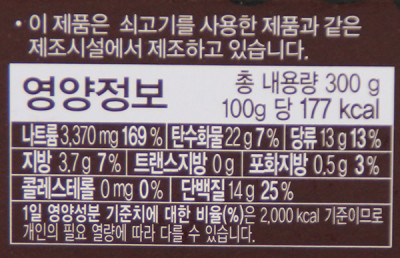 • 이 제품은 쇠고기를 사용한 제품과 같은
제조시설에서 제조하고 있습니다.
영양정보
총 내용량 300 g
100g 당 177 kcal
나트륨 3,370 mg 169 % | 탄수화물 22 g 7 % | 당류 13 g 13 %
지방 3.7 g 7 % | 트랜스지방 0 g | 포화지방 0.5 g 3 %
콜레스테롤 0 mg 0 % | 단백질 14 g 25 %
1일 영양성분 기준치에 대한 비율(%)은 2,000 kcal 기준이므로
개인의 필요 열량에 따라 다를 수 있습니다.